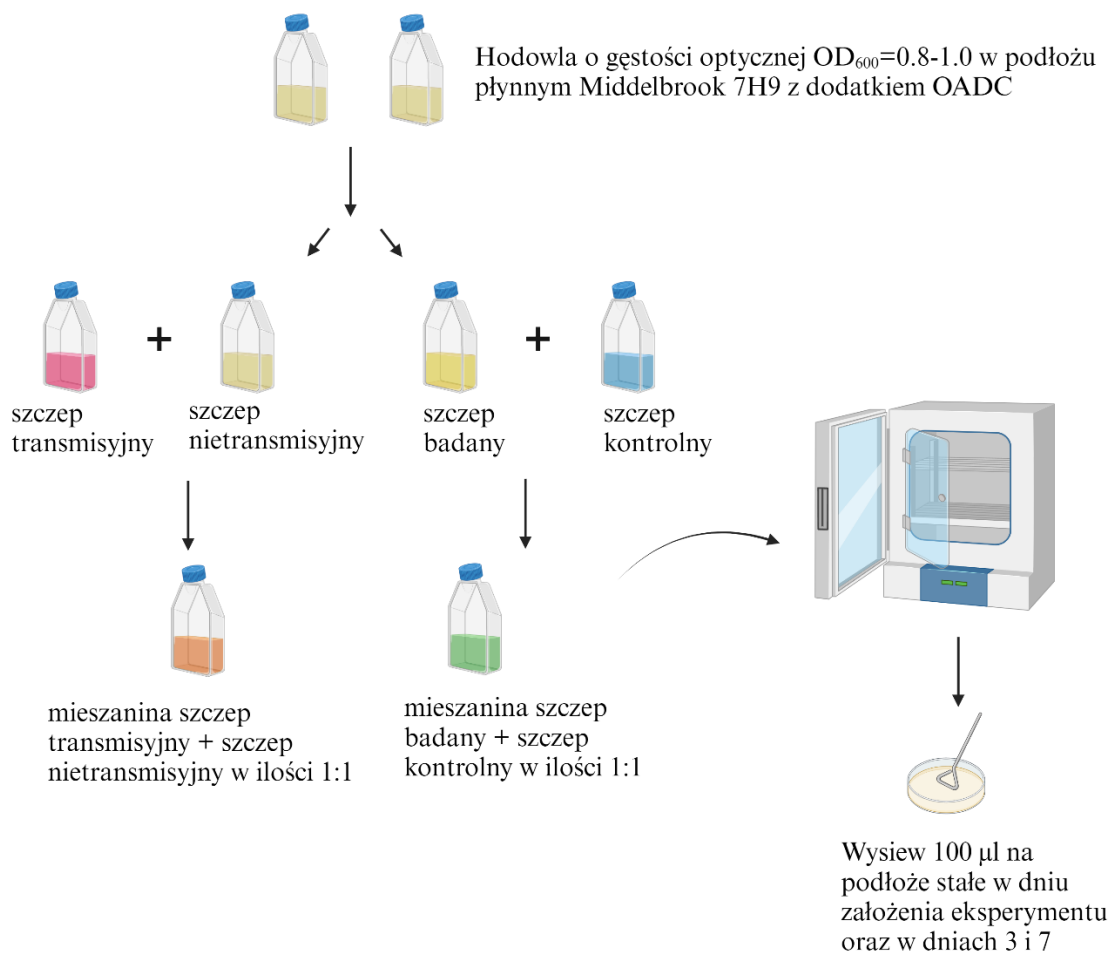 Hodowla o gęstości optycznej OD₆₀₀=0.8-1.0 w podłożu
płynnym Middelbrook 7H9 z dodatkiem OADC
+
+
szczep
transmisyjny
szczep
nietransmisyjny
szczep
badany
szczep
kontrolny
mieszanina szczep
transmisyjny + szczep
nietransmisyjny w ilości 1:1
mieszanina szczep
badany + szczep
kontrolny w ilości 1:1
Wysiew 100 µl na
podłoże stałe w dniu
założenia eksperymentu
oraz w dniach 3 i 7